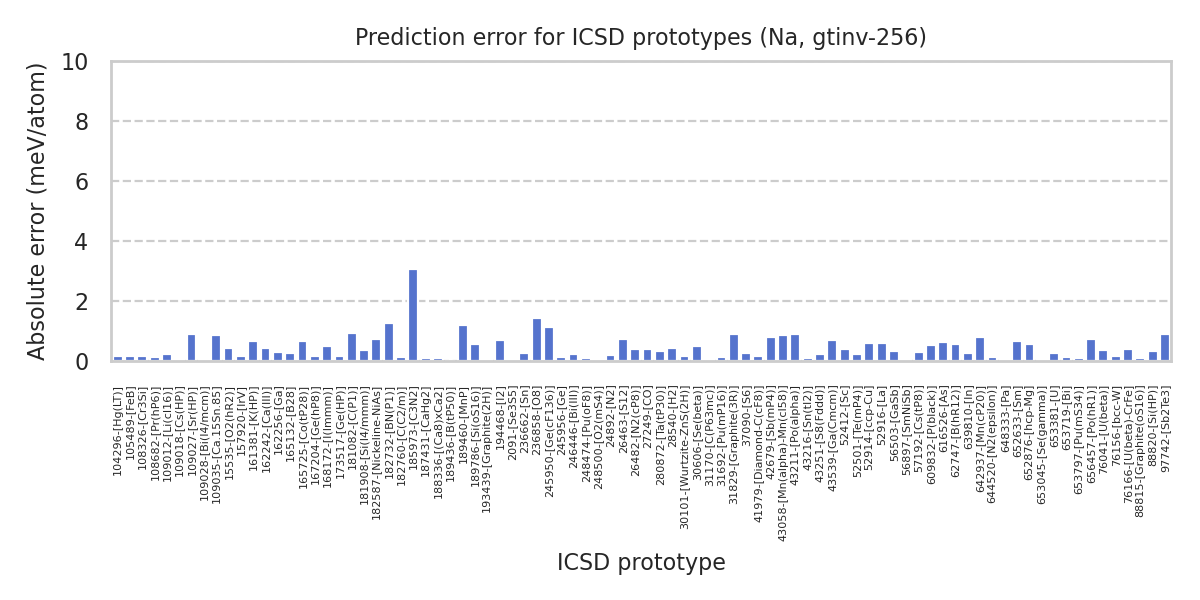 Prediction error for ICSD prototypes (Na, gtinv-256)
Absolute error (meV/atom)
10
8
6
4
2
0
104296-[Hg(LT)]
105489-[FeB]
108326-[Cr3Si]
108682-[Pr(hP6)]
109012-[Li(cI16)]
109018-[Cs(HP)]
109027-[Sr(HP)]
109028-[Bi(I4/mcm)]
109035-[Ca.15Sn.85]
15535-[O2(hR2)]
157920-[IrV]
161381-[K(HP)]
162242-[Ca(III)]
162256-[Ga]
165132-[B28]
165725-[Co(tP28)]
167204-[Ge(hP8)]
168172-[I(Immm)]
173517-[Ge(HP)]
181082-[C(P1)]
181908-[Si(I4/mmm)]
182587-[Nickeline-NiAs]
182732-[BN(P1)]
182760-[C(C2/m)]
185973-[C3N2]
187431-[CaHg2]
188336-[(Ca8)xCa2]
189436-[B(tP50)]
189460-[MnP]
189786-[Si(oS16)]
193439-[Graphite(2H)]
194468-[I2]
2091-[Se3S5]
236662-[Sn]
236858-[O8]
245950-[Ge(cF136)]
245956-[Ge]
246446-[Bi(III)]
248474-[Pu(oF8)]
248500-[O2(mS4)]
24892-[N2]
26463-[S12]
26482-[N2(cP8)]
27249-[CO]
280872-[Ta(tP30)]
28540-[H2]
30101-[Wurtzite-ZnS(2H)]
30606-[Se(beta)]
31170-[C(P63mc)]
31692-[Pu(mP16)]
31829-[Graphite(3R)]
37090-[S6]
41979-[Diamond-C(cF8)]
42679-[Sb(mP4)]
43058-[Mn(alpha)-Mn(cI58)]
43211-[Po(alpha)]
43216-[Sn(tI2)]
43251-[S8(Fddd)]
43539-[Ga(Cmcm)]
52412-[Sc]
52501-[Te(mP4)]
52914-[fcc-Cu]
52916-[La]
56503-[GaSb]
56897-[SmNiSb]
57192-[Cs(tP8)]
609832-[P(black)]
616526-[As]
62747-[B(hR12)]
639810-[In]
642937-[Mn(cP20)]
644520-[N2(epsilon)]
648333-[Pa]
652633-[Sm]
652876-[hcp-Mg]
653045-[Se(gamma)]
653381-[U]
653719-[Bi]
653797-[Pu(mS34)]
656457-[Po(hR1)]
76041-[U(beta)]
76156-[bcc-W]
76166-[U(beta)-CrFe]
88815-[Graphite(oS16)]
88820-[Si(HP)]
97742-[Sb2Te3]
ICSD prototype